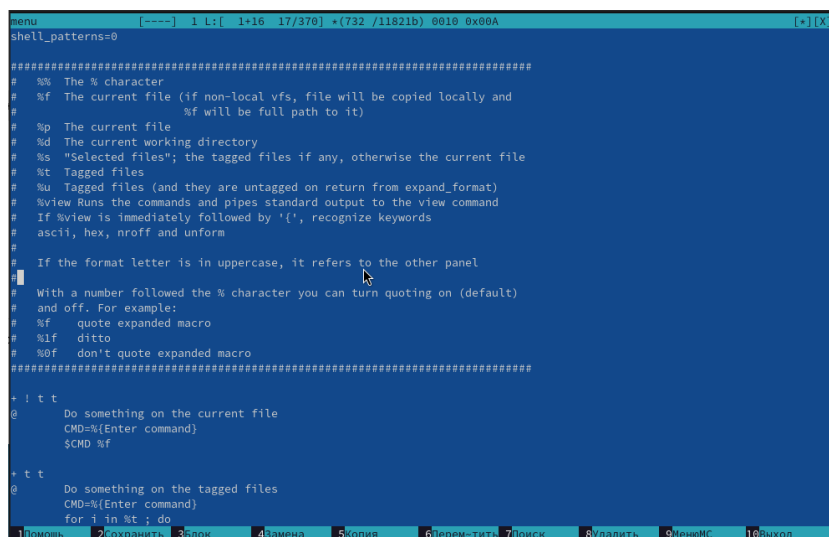 menu [----] 1 L:[ 1+16 17/370] *(732 /11821b) 0010 0x00A [*][X]
shell_patterns=0
###############################################################################
# %% The % character
# %f The current file (if non-local vfs, file will be copied locally and
# %f will be full path to it)
# %p The current file
# %d The current working directory
# %s "Selected files"; the tagged files if any, otherwise the current file
# %t Tagged files
# %u Tagged files (and they are untagged on return from expand_format)
# %view Runs the commands and pipes standard output to the view command
# If %view is immediately followed by '{', recognize keywords
# ascii, hex, nroff and unform
#
# If the format letter is in uppercase, it refers to the other panel
#
# With a number followed the % character you can turn quoting on (default)
# and off. For example:
# %f quote expanded macro
# %1f ditto
# %0f don't quote expanded macro
###############################################################################
+ ! t t
@ Do something on the current file
CMD=%{Enter command}
$CMD %f
+ t t
@ Do something on the tagged files
CMD=%{Enter command}
for i in %t ; do
1Помощь 2Сохранить 3Блок 4Замена 5Копия 6Перем~тить 7Поиск 8Удалить 9МенюMC 10Выход